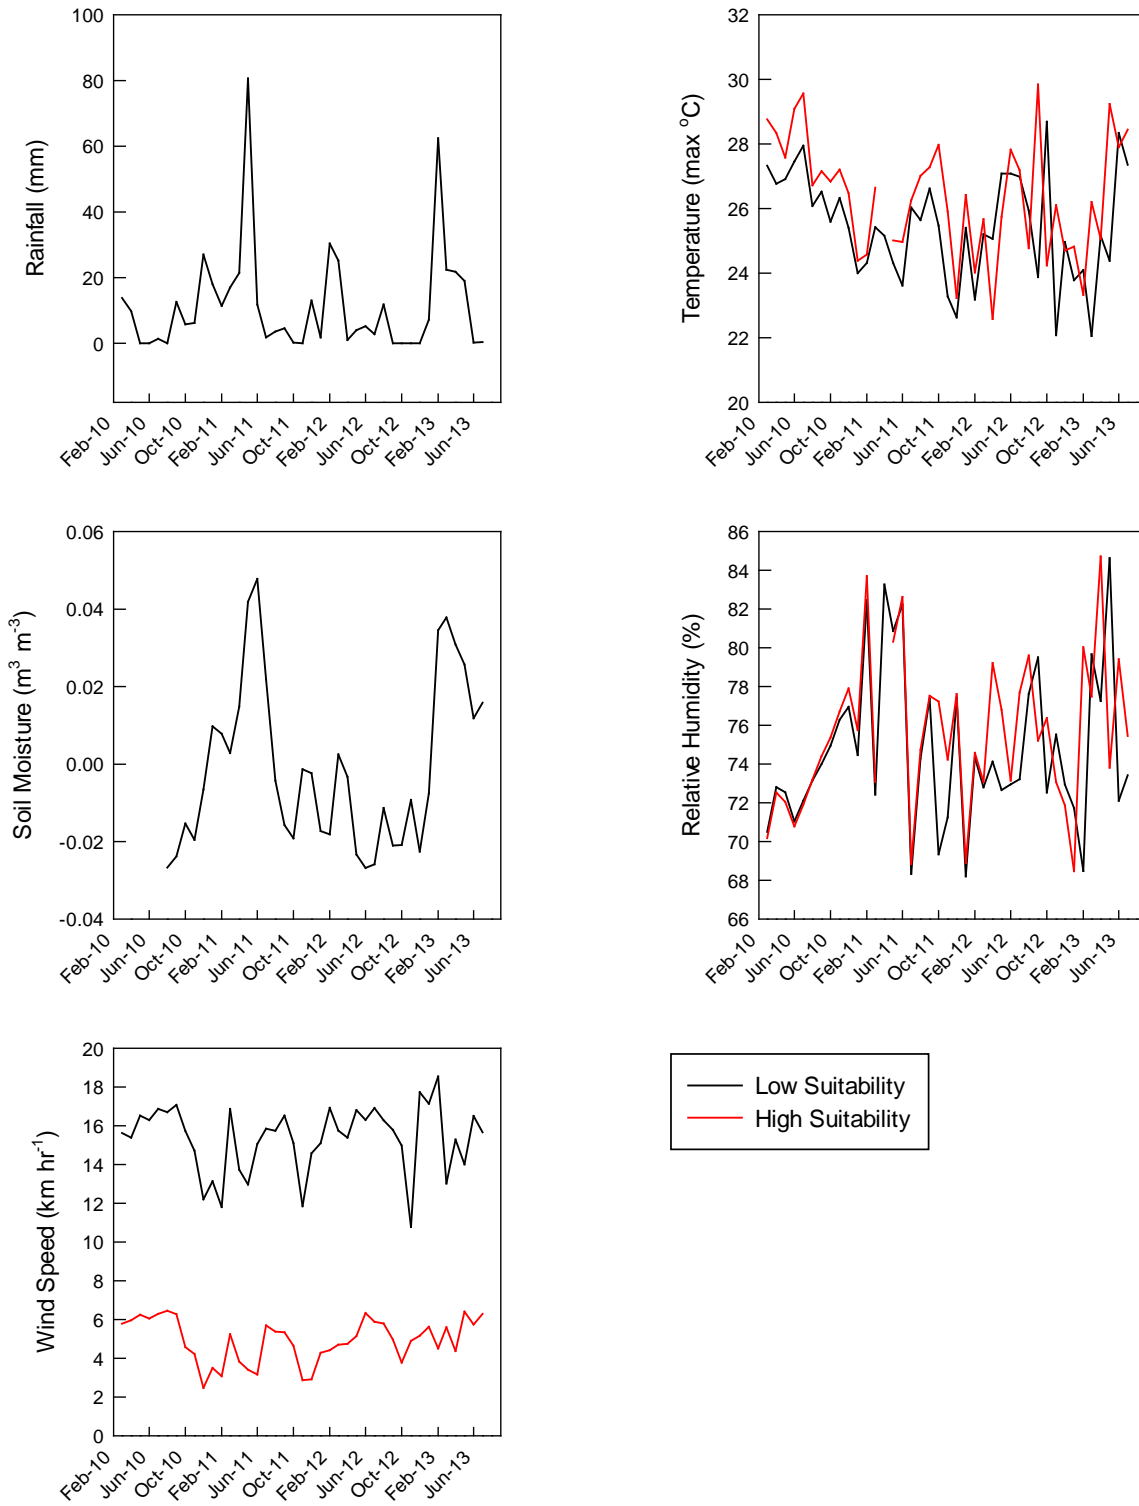 Rainfall (mm)
100
80
60
40
20
0
Feb-10
Jun-10
Oct-10
Feb-11
Jun-11
Oct-11
Feb-12
Jun-12
Oct-12
Feb-13
Jun-13
Temperature (max °C)
32
30
28
26
24
22
20
Feb-10
Jun-10
Oct-10
Feb-11
Jun-11
Oct-11
Feb-12
Jun-12
Oct-12
Feb-13
Jun-13
Soil Moisture (m³ m⁻³)
0.06
0.04
0.02
0.00
-0.02
-0.04
Feb-10
Jun-10
Oct-10
Feb-11
Jun-11
Oct-11
Feb-12
Jun-12
Oct-12
Feb-13
Jun-13
Relative Humidity (%)
86
84
82
80
78
76
74
72
70
68
66
Feb-10
Jun-10
Oct-10
Feb-11
Jun-11
Oct-11
Feb-12
Jun-12
Oct-12
Feb-13
Jun-13
Wind Speed (km hr⁻¹)
20
18
16
14
12
10
8
6
4
2
0
Feb-10
Jun-10
Oct-10
Feb-11
Jun-11
Oct-11
Feb-12
Jun-12
Oct-12
Feb-13
Jun-13
Low Suitability
High Suitability